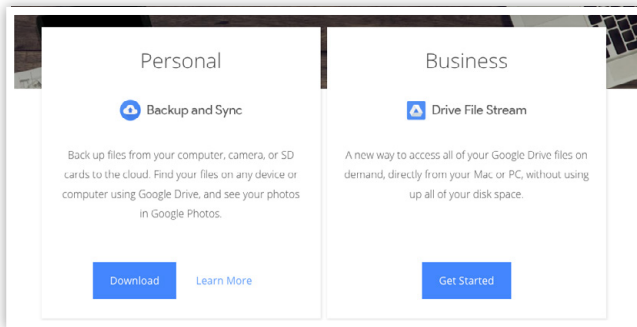 Personal
Backup and Sync
Back up files from your computer, camera, or SD
cards to the cloud. Find your files on any device or
computer using Google Drive, and see your photos
in Google Photos.
Download Learn More
Business
Drive File Stream
A new way to access all of your Google Drive files on
demand, directly from your Mac or PC, without using
up all of your disk space.
Get Started